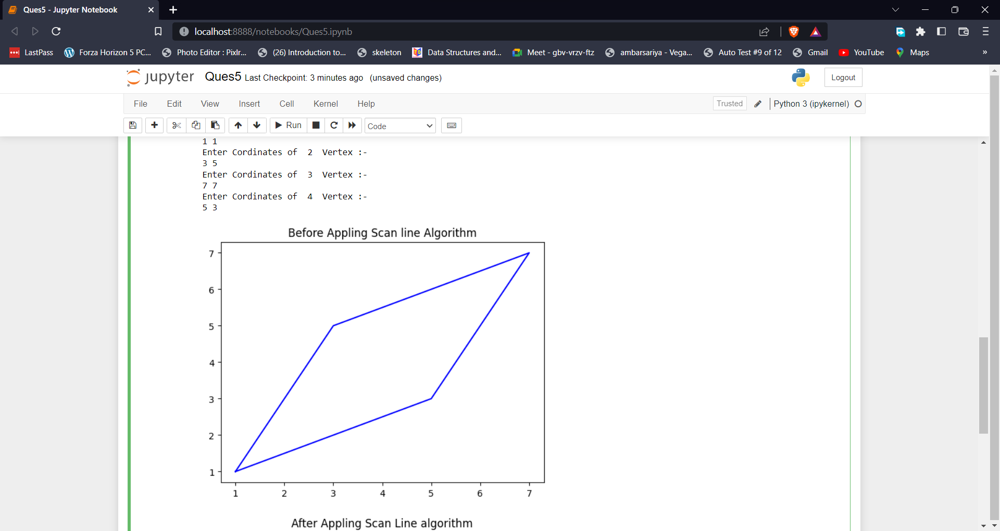 Ques5 - Jupyter Notebook
localhost:8888/notebooks/Ques5.ipynb
LastPass Forza Horizon 5 PC... Photo Editor : Pixlr... (26) Introduction to... skeleton Data Structures and... Meet - gbv-vrzv-ftz ambarsariya - Vega... Auto Test #9 of 12 Gmail YouTube Maps »
jupyter Ques5 Last Checkpoint: 3 minutes ago (unsaved changes) Logout
File Edit View Insert Cell Kernel Help Trusted Python 3 (ipykernel)
Run Code
1 1
Enter Cordinates of  2  Vertex :-
3 5
Enter Cordinates of  3  Vertex :-
7 7
Enter Cordinates of  4  Vertex :-
5 3
Before Appling Scan line Algorithm
7
6
5
4
3
2
1
1 2 3 4 5 6 7
After Appling Scan Line algorithm